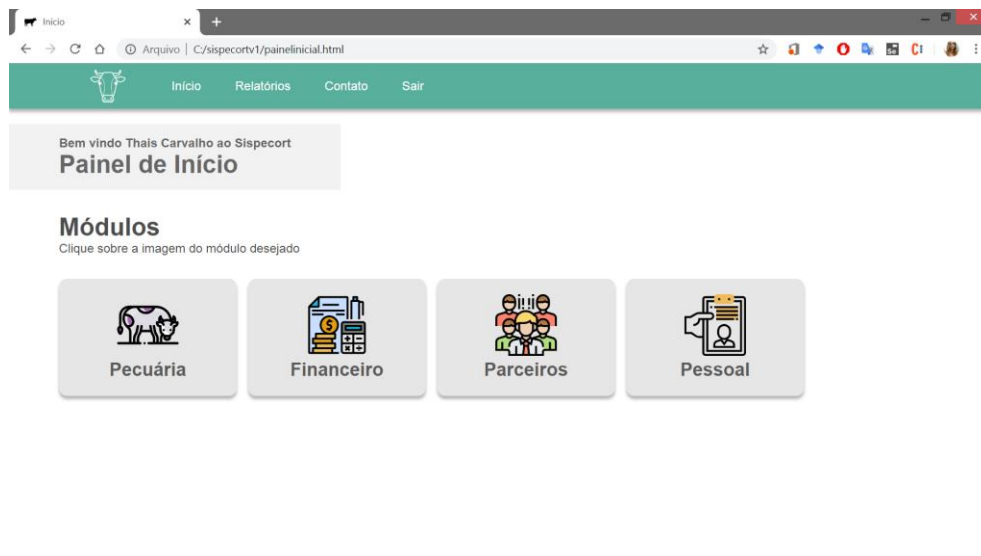 Início
Arquivo | C:/sispecortv1/painelinicial.html
Início Relatórios Contato Sair
Bem vindo Thais Carvalho ao Sispecort
Painel de Início
Módulos
Clique sobre a imagem do módulo desejado
Pecuária Financeiro Parceiros Pessoal